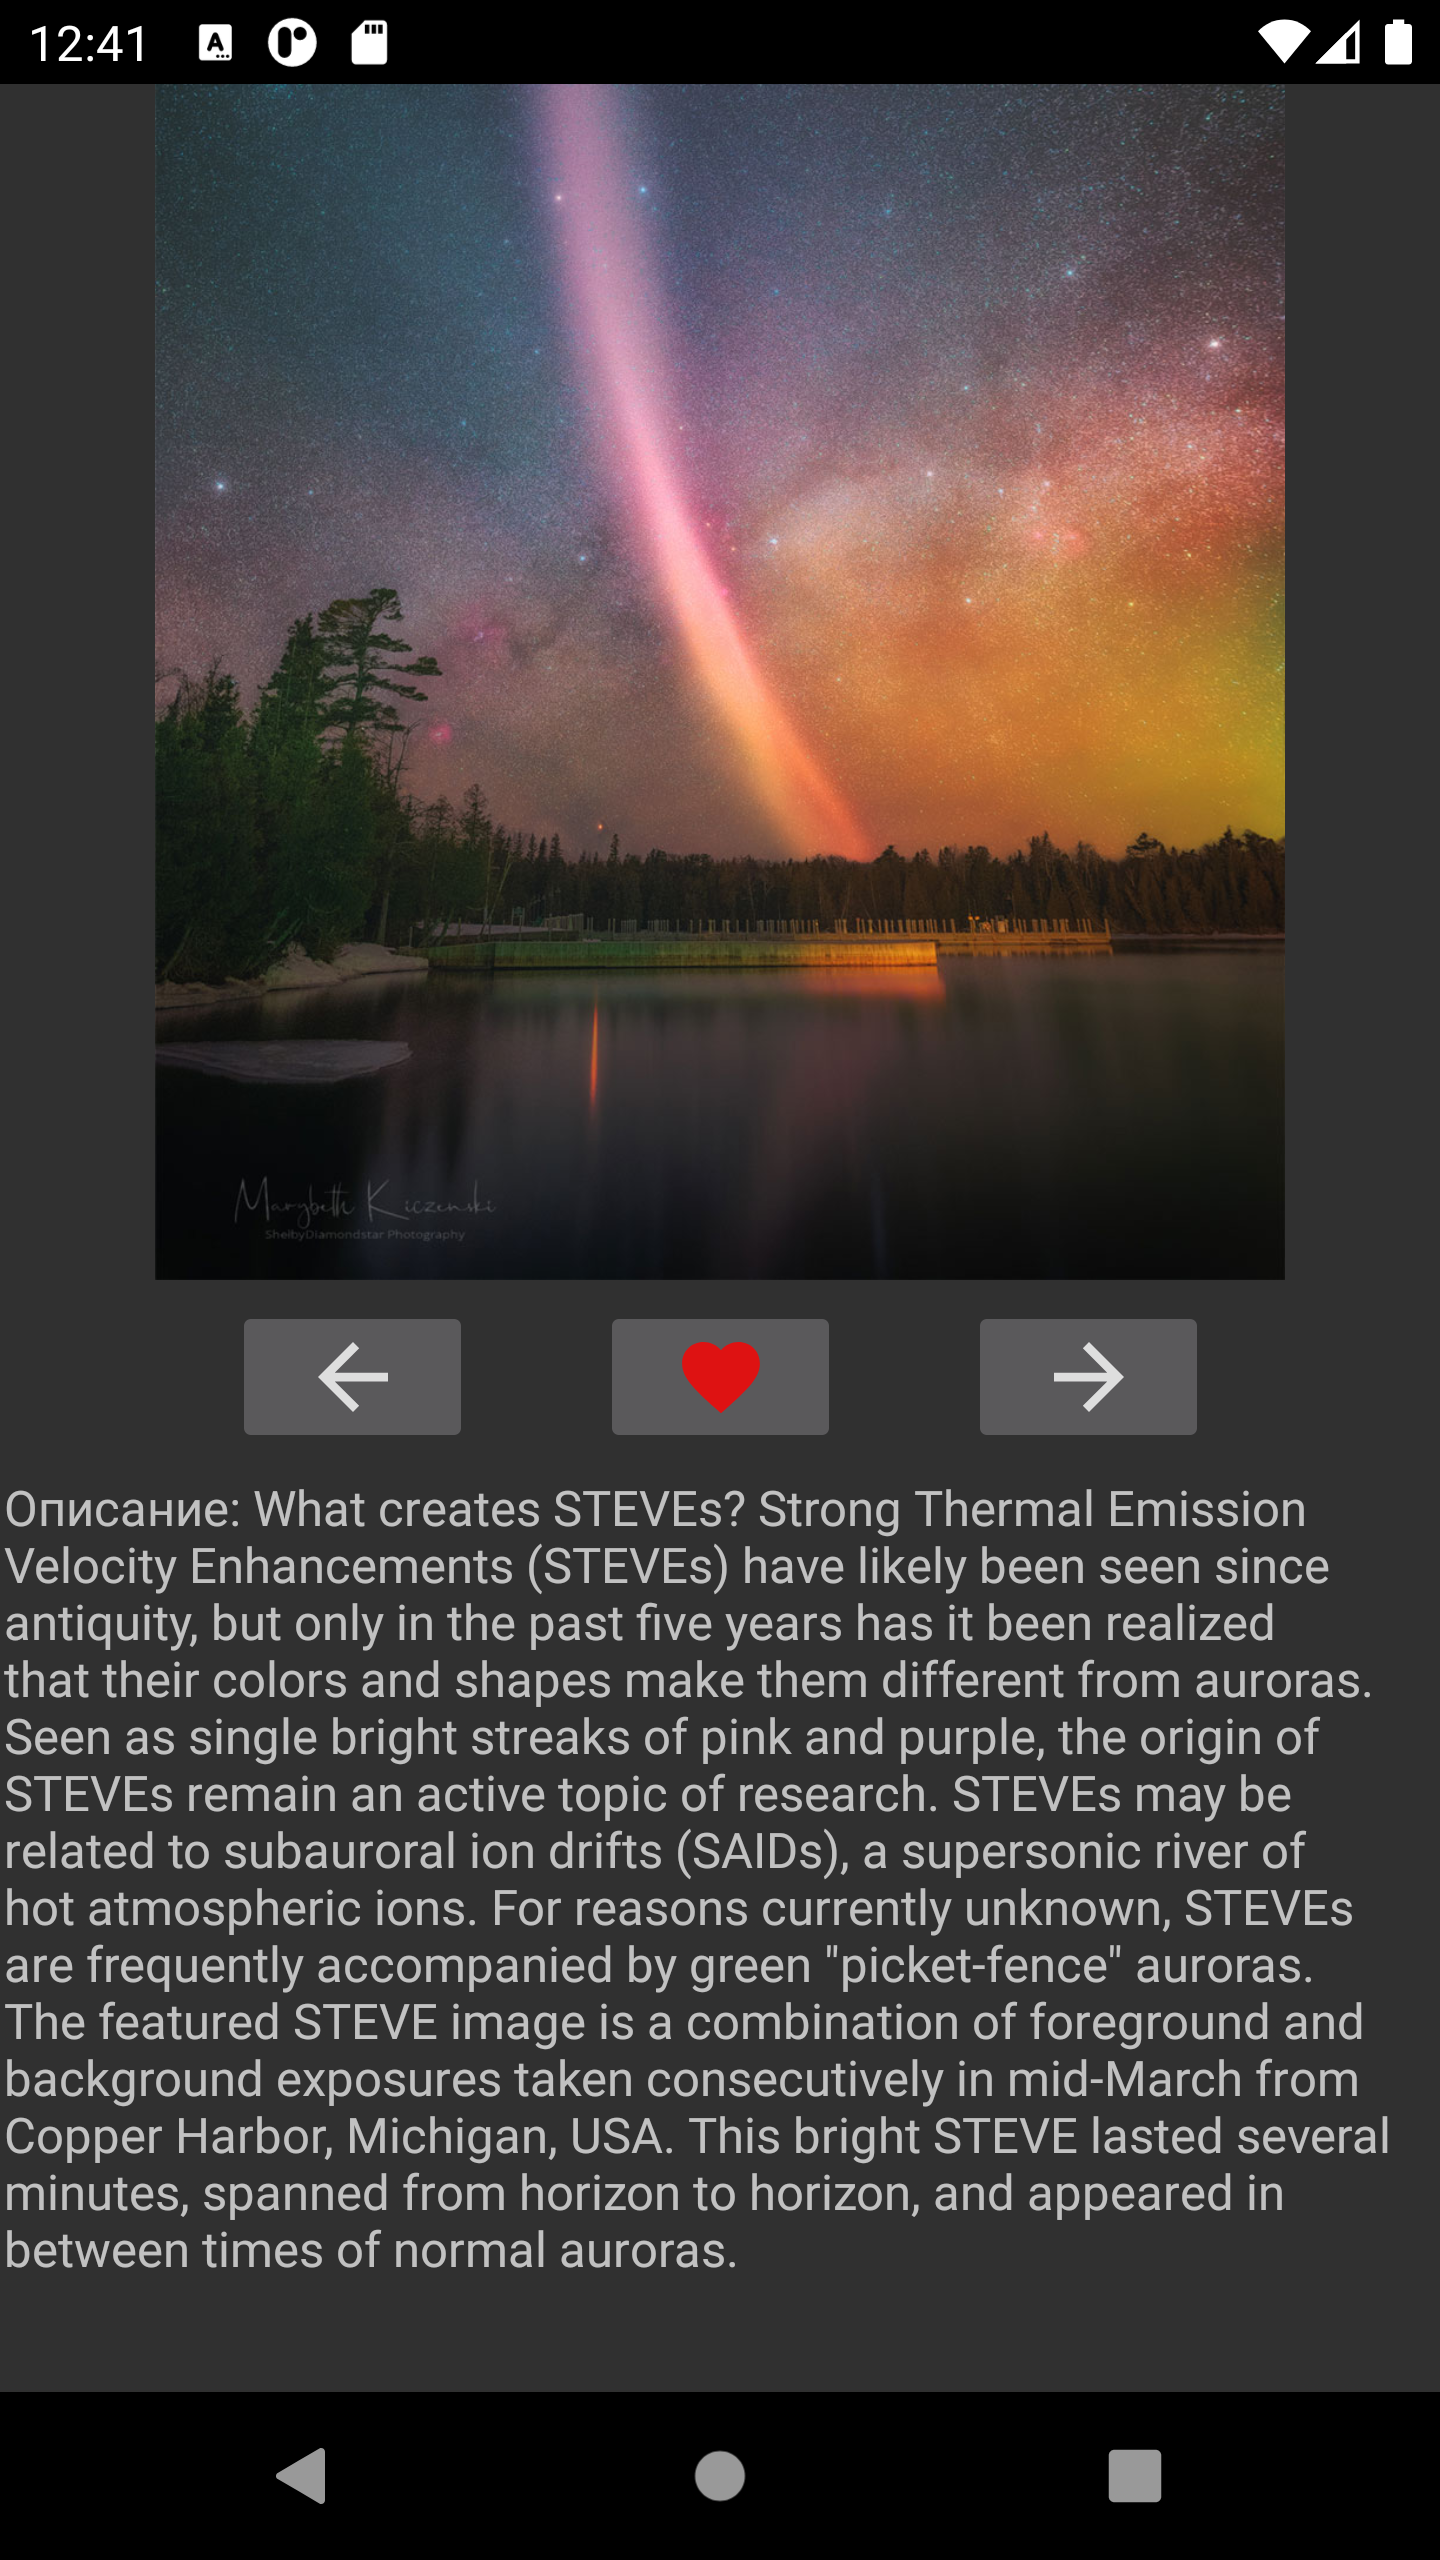 12:41
Marybeth Kiczenski
ShelbyDiamondstar Photography
Описание: What creates STEVEs? Strong Thermal Emission
Velocity Enhancements (STEVEs) have likely been seen since
antiquity, but only in the past five years has it been realized
that their colors and shapes make them different from auroras.
Seen as single bright streaks of pink and purple, the origin of
STEVEs remain an active topic of research. STEVEs may be
related to subauroral ion drifts (SAIDs), a supersonic river of
hot atmospheric ions. For reasons currently unknown, STEVEs
are frequently accompanied by green "picket-fence" auroras.
The featured STEVE image is a combination of foreground and
background exposures taken consecutively in mid-March from
Copper Harbor, Michigan, USA. This bright STEVE lasted several
minutes, spanned from horizon to horizon, and appeared in
between times of normal auroras.